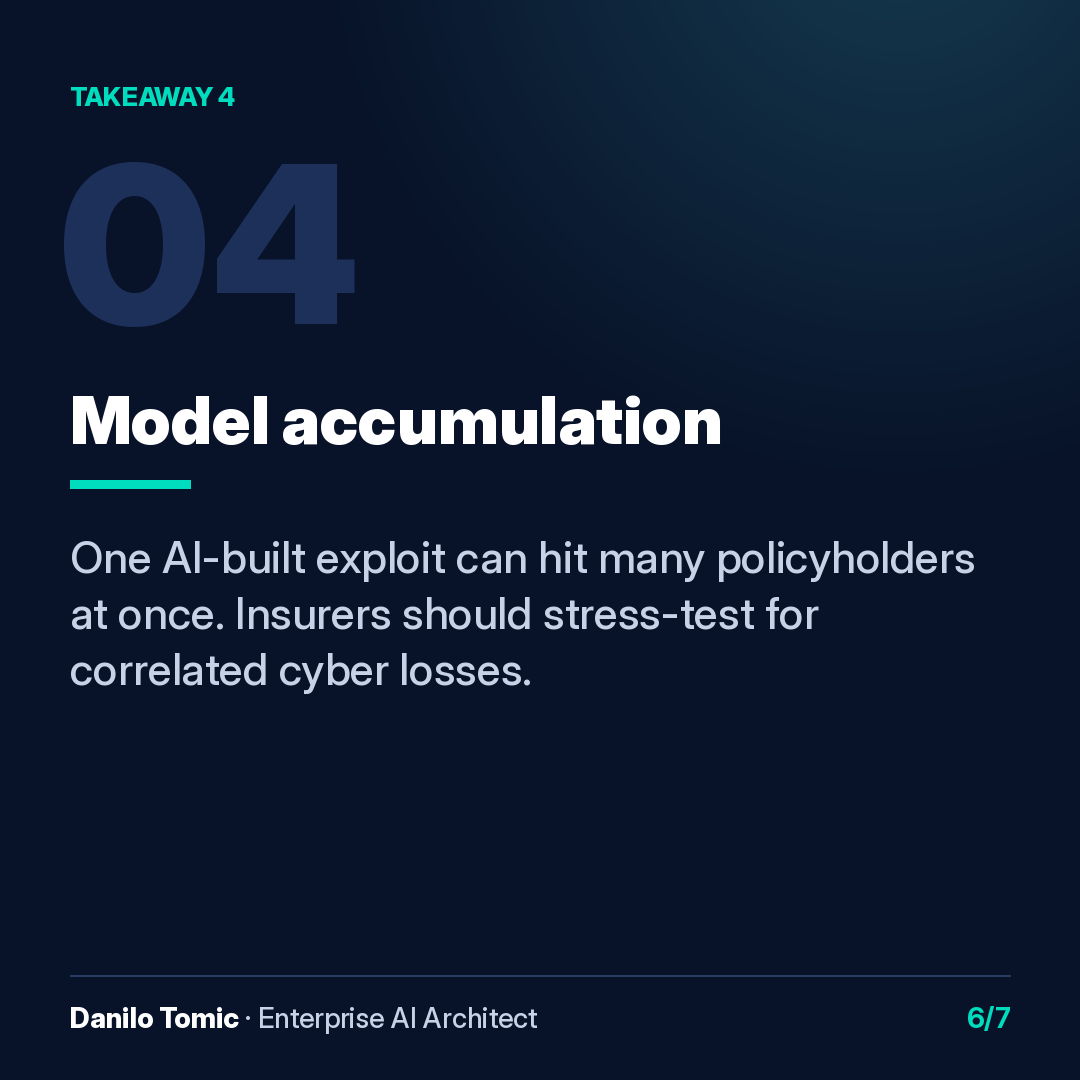 TAKEAWAY 4
04
Model accumulation
One AI-built exploit can hit many policyholders
at once. Insurers should stress-test for
correlated cyber losses.
Danilo Tomic · Enterprise AI Architect
6/7